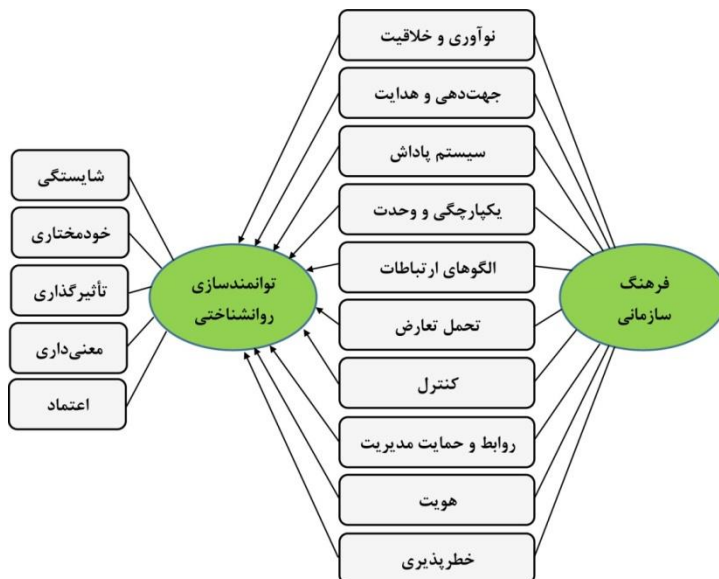 فرهنگ
سازمانی
نوآوری و خلاقیت
جهت‌دهی و هدایت
سیستم پاداش
یکپارچگی و وحدت
الگوهای ارتباطات
تحمل تعارض
کنترل
روابط و حمایت مدیریت
هویت
خطرپذیری
توانمندسازی
روانشناختی
شایستگی
خودمختاری
تأثیرگذاری
معنی‌داری
اعتماد